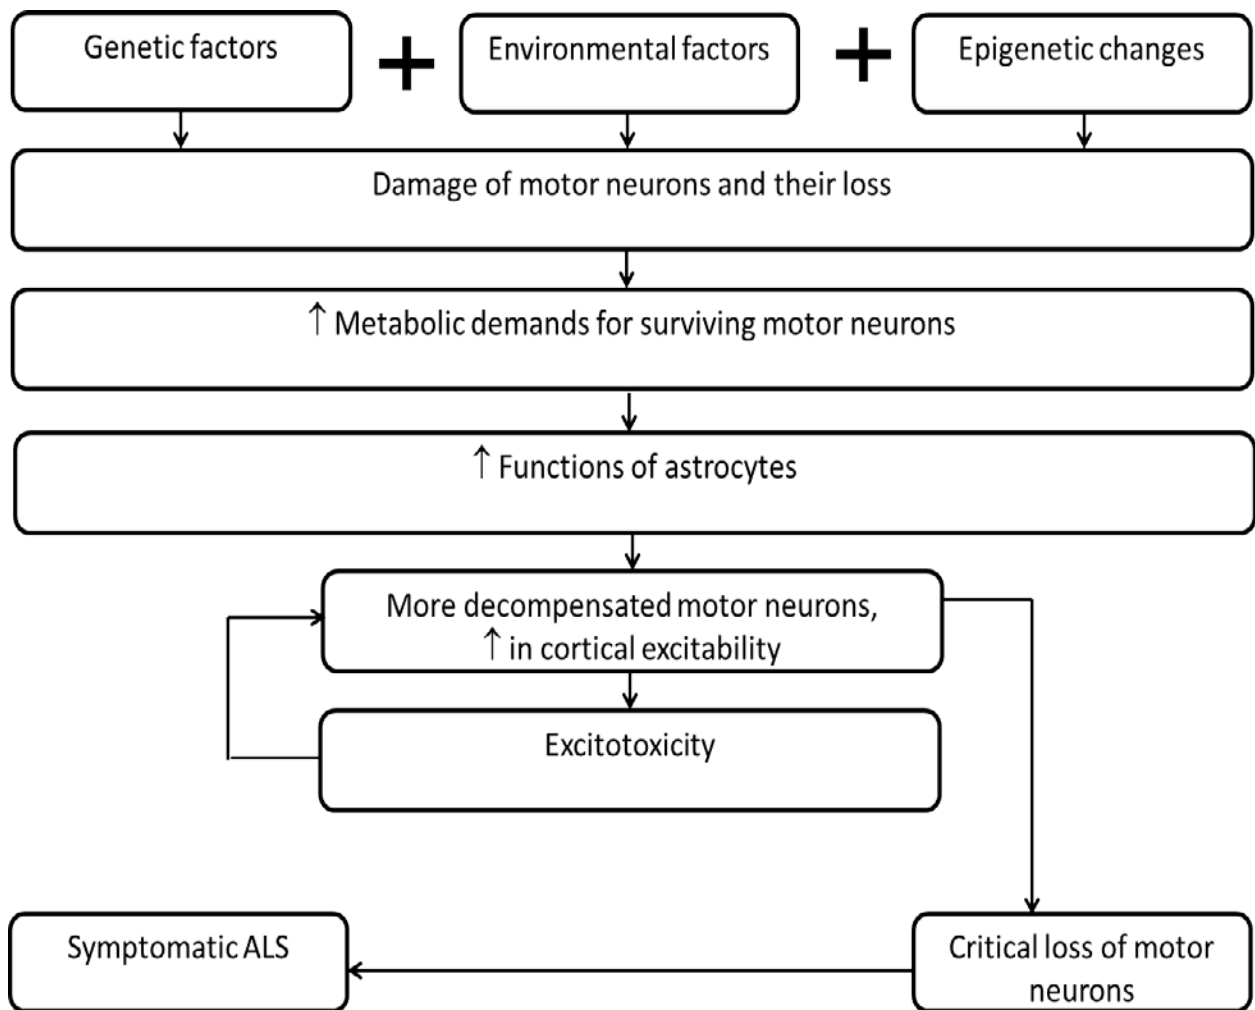 Genetic factors
+
Environmental factors
+
Epigenetic changes
Damage of motor neurons and their loss
↑ Metabolic demands for surviving motor neurons
↑ Functions of astrocytes
More decompensated motor neurons,
↑ in cortical excitability
Excitotoxicity
Symptomatic ALS
Critical loss of motor
neurons